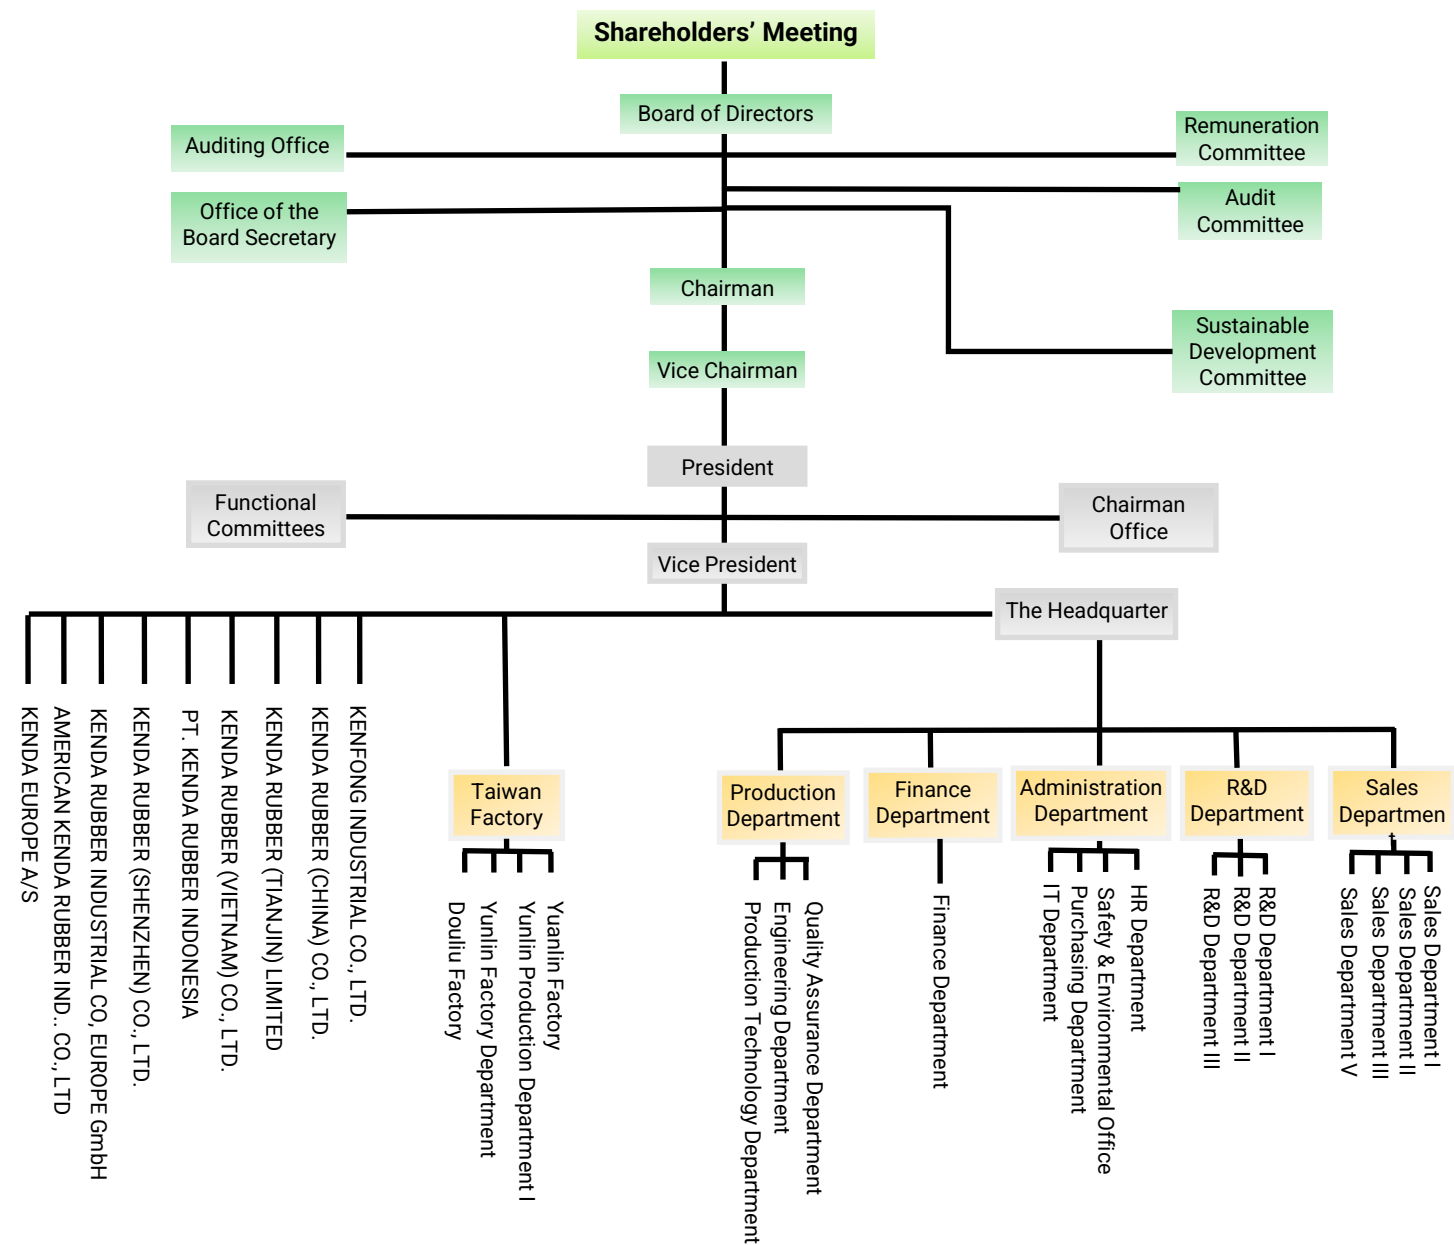 Shareholders’ Meeting
Board of Directors
Auditing Office
Remuneration
Committee
Office of the
Board Secretary
Audit
Committee
Chairman
Sustainable
Development
Committee
Vice Chairman
President
Functional
Committees
Chairman
Office
Vice President
The Headquarter
KENDA EUROPE A/S
AMERICAN KENDA RUBBER IND.. CO., LTD
KENDA RUBBER INDUSTRIAL CO, EUROPE GmbH
KENDA RUBBER (SHENZHEN) CO., LTD.
PT. KENDA RUBBER INDONESIA
KENDA RUBBER (VIETNAM) CO., LTD.
KENDA RUBBER (TIANJIN) LIMITED
KENDA RUBBER (CHINA) CO., LTD.
KENFONG INDUSTRIAL CO., LTD.
Taiwan
Factory
Douliu Factory
Yunlin Factory Department
Yunlin Production Department I
Yuanlin Factory
Production
Department
Production Technology Department
Engineering Department
Quality Assurance Department
Finance
Department
Finance Department
Administration
Department
IT Department
Purchasing Department
Safety & Environmental Office
HR Department
R&D
Department
R&D Department III
R&D Department II
R&D Department I
Sales
Departmen
t
Sales Department V
Sales Department III
Sales Department II
Sales Department I